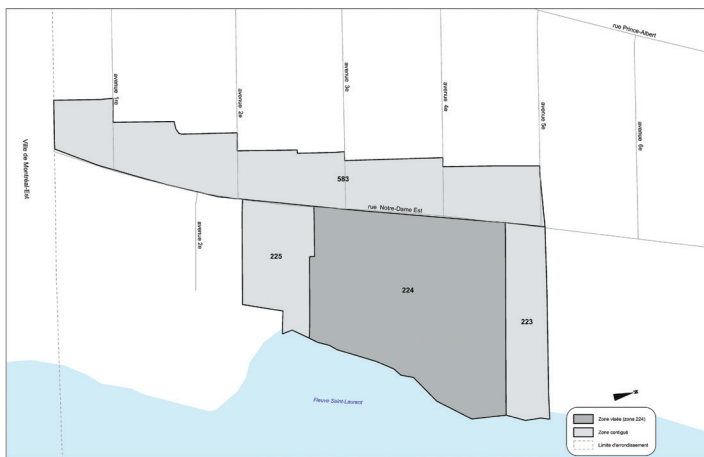 rue Prince-Albert
avenue 1re
avenue 2e
avenue 3e
avenue 4e
avenue 5e
avenue 6e
Ville de Montréal-Est
583
rue Notre-Dame Est
avenue 2e
225
224
223
Fleuve Saint-Laurent
N
Zone visée (zone 224)
Zone contiguë
Limite d'arrondissement